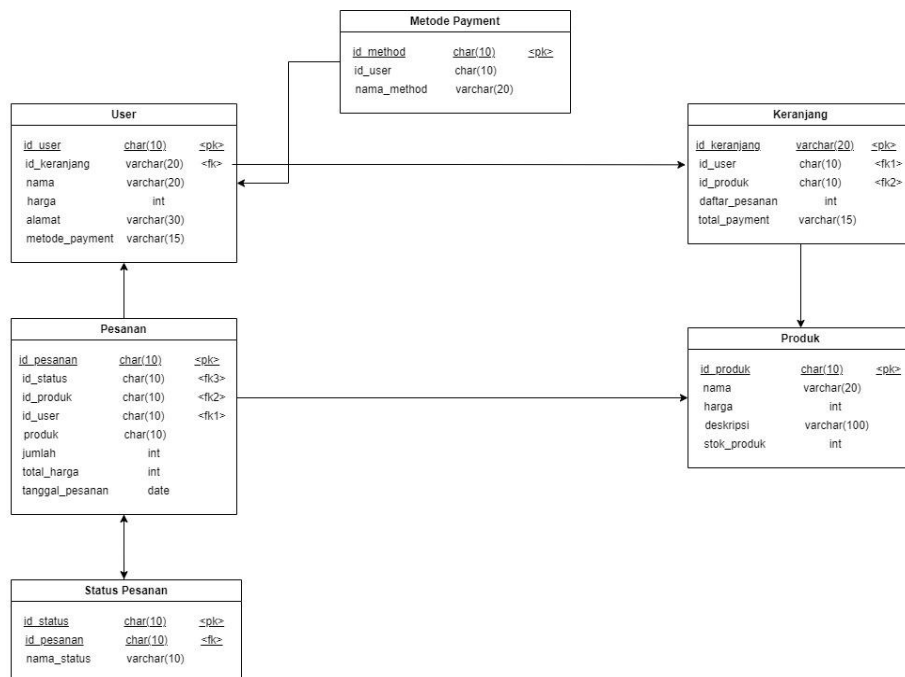 Metode Payment
id_method char(10) <pk>
id_user char(10)
nama_method varchar(20)
User
id_user char(10) <pk>
id_keranjang varchar(20) <fk>
nama varchar(20)
harga int
alamat varchar(30)
metode_payment varchar(15)
Keranjang
id_keranjang varchar(20) <pk>
id_user char(10) <fk1>
id_produk char(10) <fk2>
daftar_pesanan int
total_payment varchar(15)
Pesanan
id_pesanan char(10) <pk>
id_status char(10) <fk3>
id_produk char(10) <fk2>
id_user char(10) <fk1>
produk char(10)
jumlah int
total_harga int
tanggal_pesanan date
Produk
id_produk char(10) <pk>
nama varchar(20)
harga int
deskripsi varchar(100)
stok_produk int
Status Pesanan
id_status char(10) <pk>
id_pesanan char(10) <fk>
nama_status varchar(10)